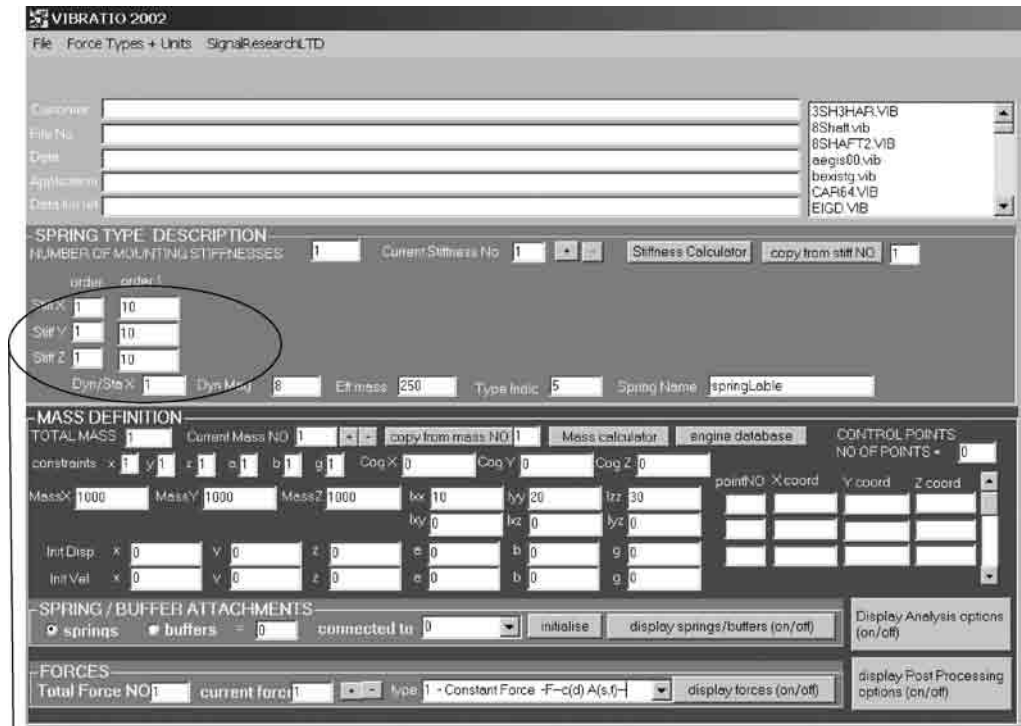 VIBRATIO 2002
File Force Types + Units SignalResearchLTD
Customer
File No
Date
Application
3SH3HAR.VIB
8Shaft.vib
8SHAFT2.VIB
aegis00.vib
bexistg.vib
CAR64.VIB
EIGD.VIB
SPRING TYPE DESCRIPTION
NUMBER OF MOUNTING STIFFNESSES 1 Current Stiffness No 1 + - Stiffness Calculator copy from stiff NO 1
order order 1
Stiff X 1 10
Stiff Y 1 10
Stiff Z 1 10
Dyn/Sta X 1 Dyn Mag 8 Eff mass 250 Type Indic 5 Spring Name springLable
MASS DEFINITION
TOTAL MASS 1 Current Mass NO 1 + - copy from mass NO 1 Mass calculator engine database CONTROL POINTS
NO OF POINTS = 0
constraints x 1 y 1 z 1 a 1 b 1 g 1 Cog X 0 Cog Y 0 Cog Z 0
pointNO X coord Y coord Z coord
MassX 1000 MassY 1000 MassZ 1000 Ixx 10 Iyy 20 Izz 30
Ixy 0 Ixz 0 Iyz 0
Init Disp x 0 y 0 z 0 a 0 b 0 g 0
Init Vel x 0 y 0 z 0 a 0 b 0 g 0
SPRING / BUFFER ATTACHMENTS
springs buffers = 0 connected to 0 initialise display springs/buffers (on/off)
Display Analysis options (on/off)
FORCES
Total Force NO 1 current force 1 + - type 1 - Constant Force -F--c(d) A(s,f)-- display forces (on/off)
display Post Processing options (on/off)